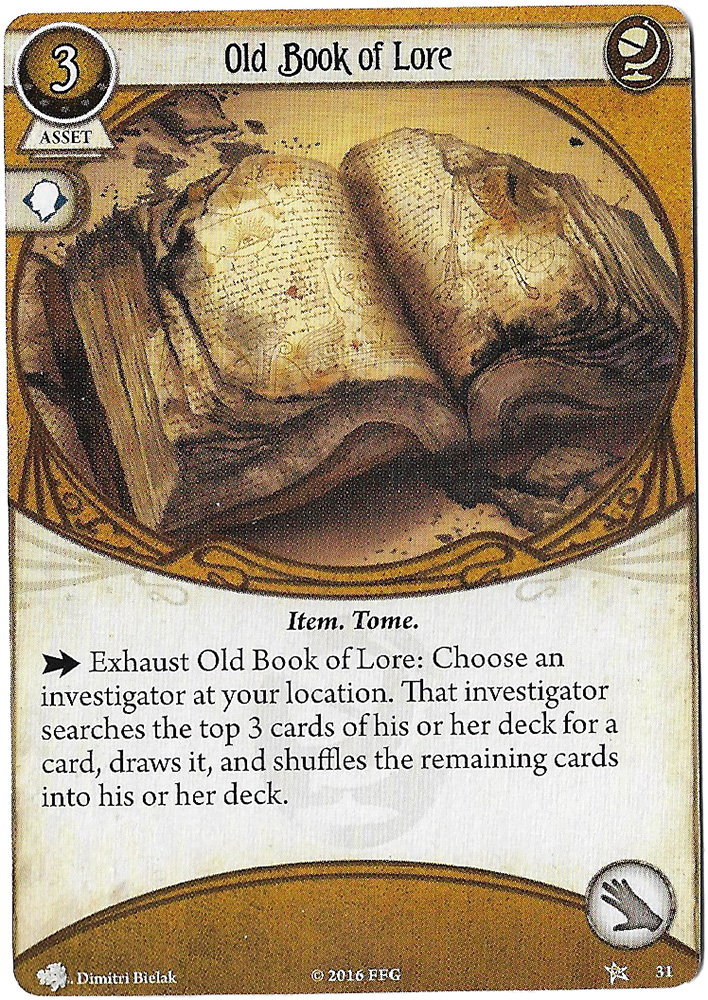 3
Old Book of Lore
ASSET
Item. Tome.
Exhaust Old Book of Lore: Choose an
investigator at your location. That investigator
searches the top 3 cards of his or her deck for a
card, draws it, and shuffles the remaining cards
into his or her deck.
Dimitri Bielak
© 2016 FFG
31